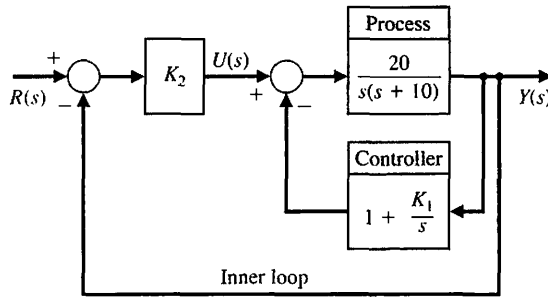 Process
+
K₂
U(s)
20
s(s + 10)
R(s)
−
+
−
Y(s)
Controller
1 + K₁/s
Inner loop